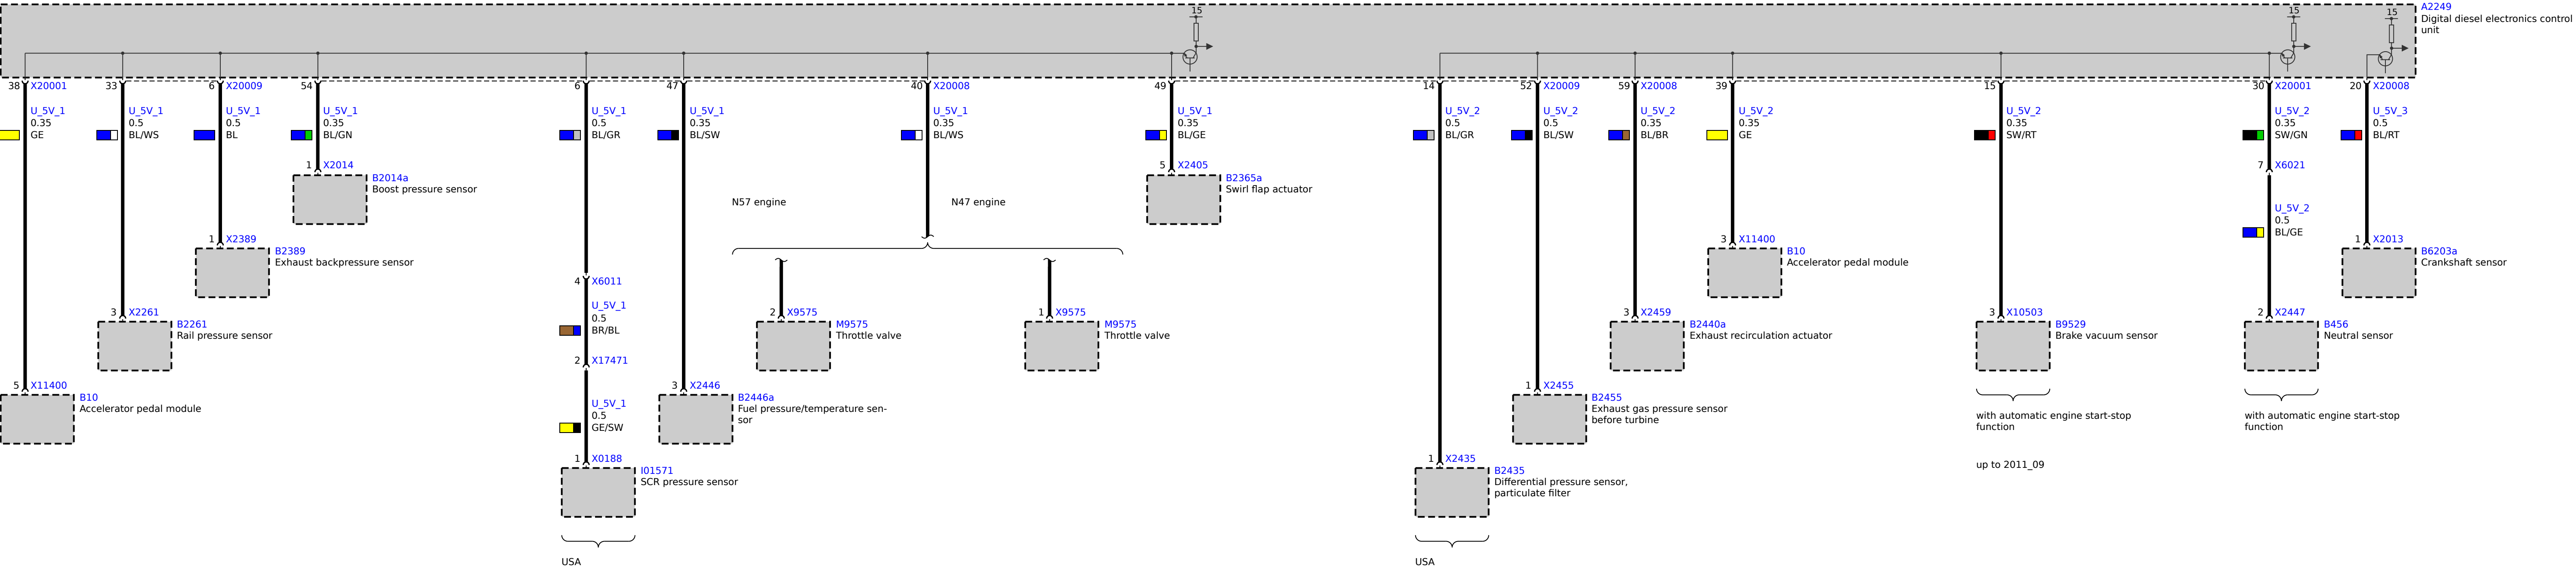 15
15
15
A2249
Digital diesel electronics control
unit
38 X20001
33
6 X20009
54
6
47
40 X20008
49
14
52 X20009
59 X20008
39
15
30 X20001
20 X20008
U_5V_1
0.35
GE
U_5V_1
0.5
BL/WS
U_5V_1
0.5
BL
U_5V_1
0.35
BL/GN
U_5V_1
0.5
BL/GR
U_5V_1
0.35
BL/SW
U_5V_1
0.35
BL/WS
U_5V_1
0.35
BL/GE
U_5V_2
0.5
BL/GR
U_5V_2
0.5
BL/SW
U_5V_2
0.35
BL/BR
U_5V_2
0.35
GE
U_5V_2
0.35
SW/RT
U_5V_2
0.35
SW/GN
U_5V_3
0.5
BL/RT
1 X2014
B2014a
Boost pressure sensor
5 X2405
B2365a
Swirl flap actuator
7 X6021
N57 engine
N47 engine
U_5V_2
0.5
BL/GE
1 X2389
B2389
Exhaust backpressure sensor
3 X11400
B10
Accelerator pedal module
1 X2013
B6203a
Crankshaft sensor
4 X6011
U_5V_1
0.5
BR/BL
3 X2261
B2261
Rail pressure sensor
2 X9575
M9575
Throttle valve
1 X9575
M9575
Throttle valve
3 X2459
B2440a
Exhaust recirculation actuator
3 X10503
B9529
Brake vacuum sensor
2 X2447
B456
Neutral sensor
2 X17471
5 X11400
B10
Accelerator pedal module
U_5V_1
0.5
GE/SW
3 X2446
B2446a
Fuel pressure/temperature sen-
sor
1 X2455
B2455
Exhaust gas pressure sensor
before turbine
with automatic engine start-stop
function
with automatic engine start-stop
function
1 X0188
I01571
SCR pressure sensor
1 X2435
B2435
Differential pressure sensor,
particulate filter
up to 2011_09
USA
USA